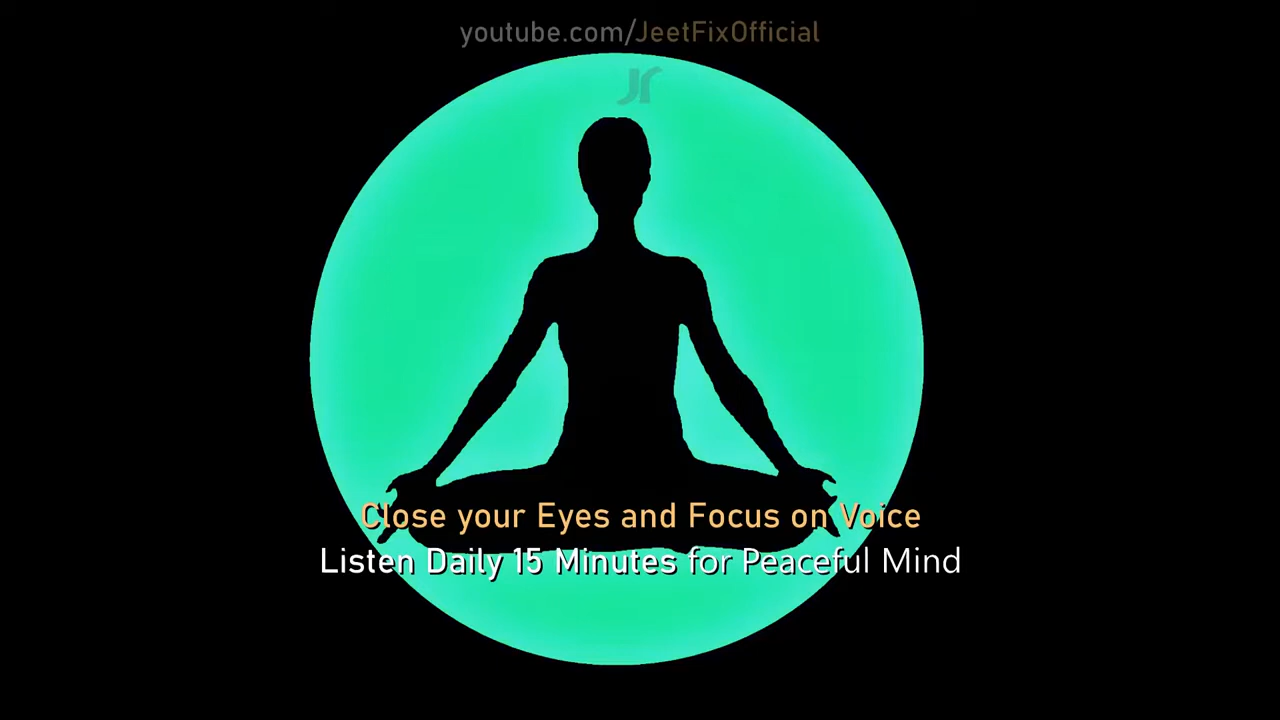 youtube.com/JeetFixOfficial
Close your Eyes and Focus on Voice
Listen Daily 15 Minutes for Peaceful Mind